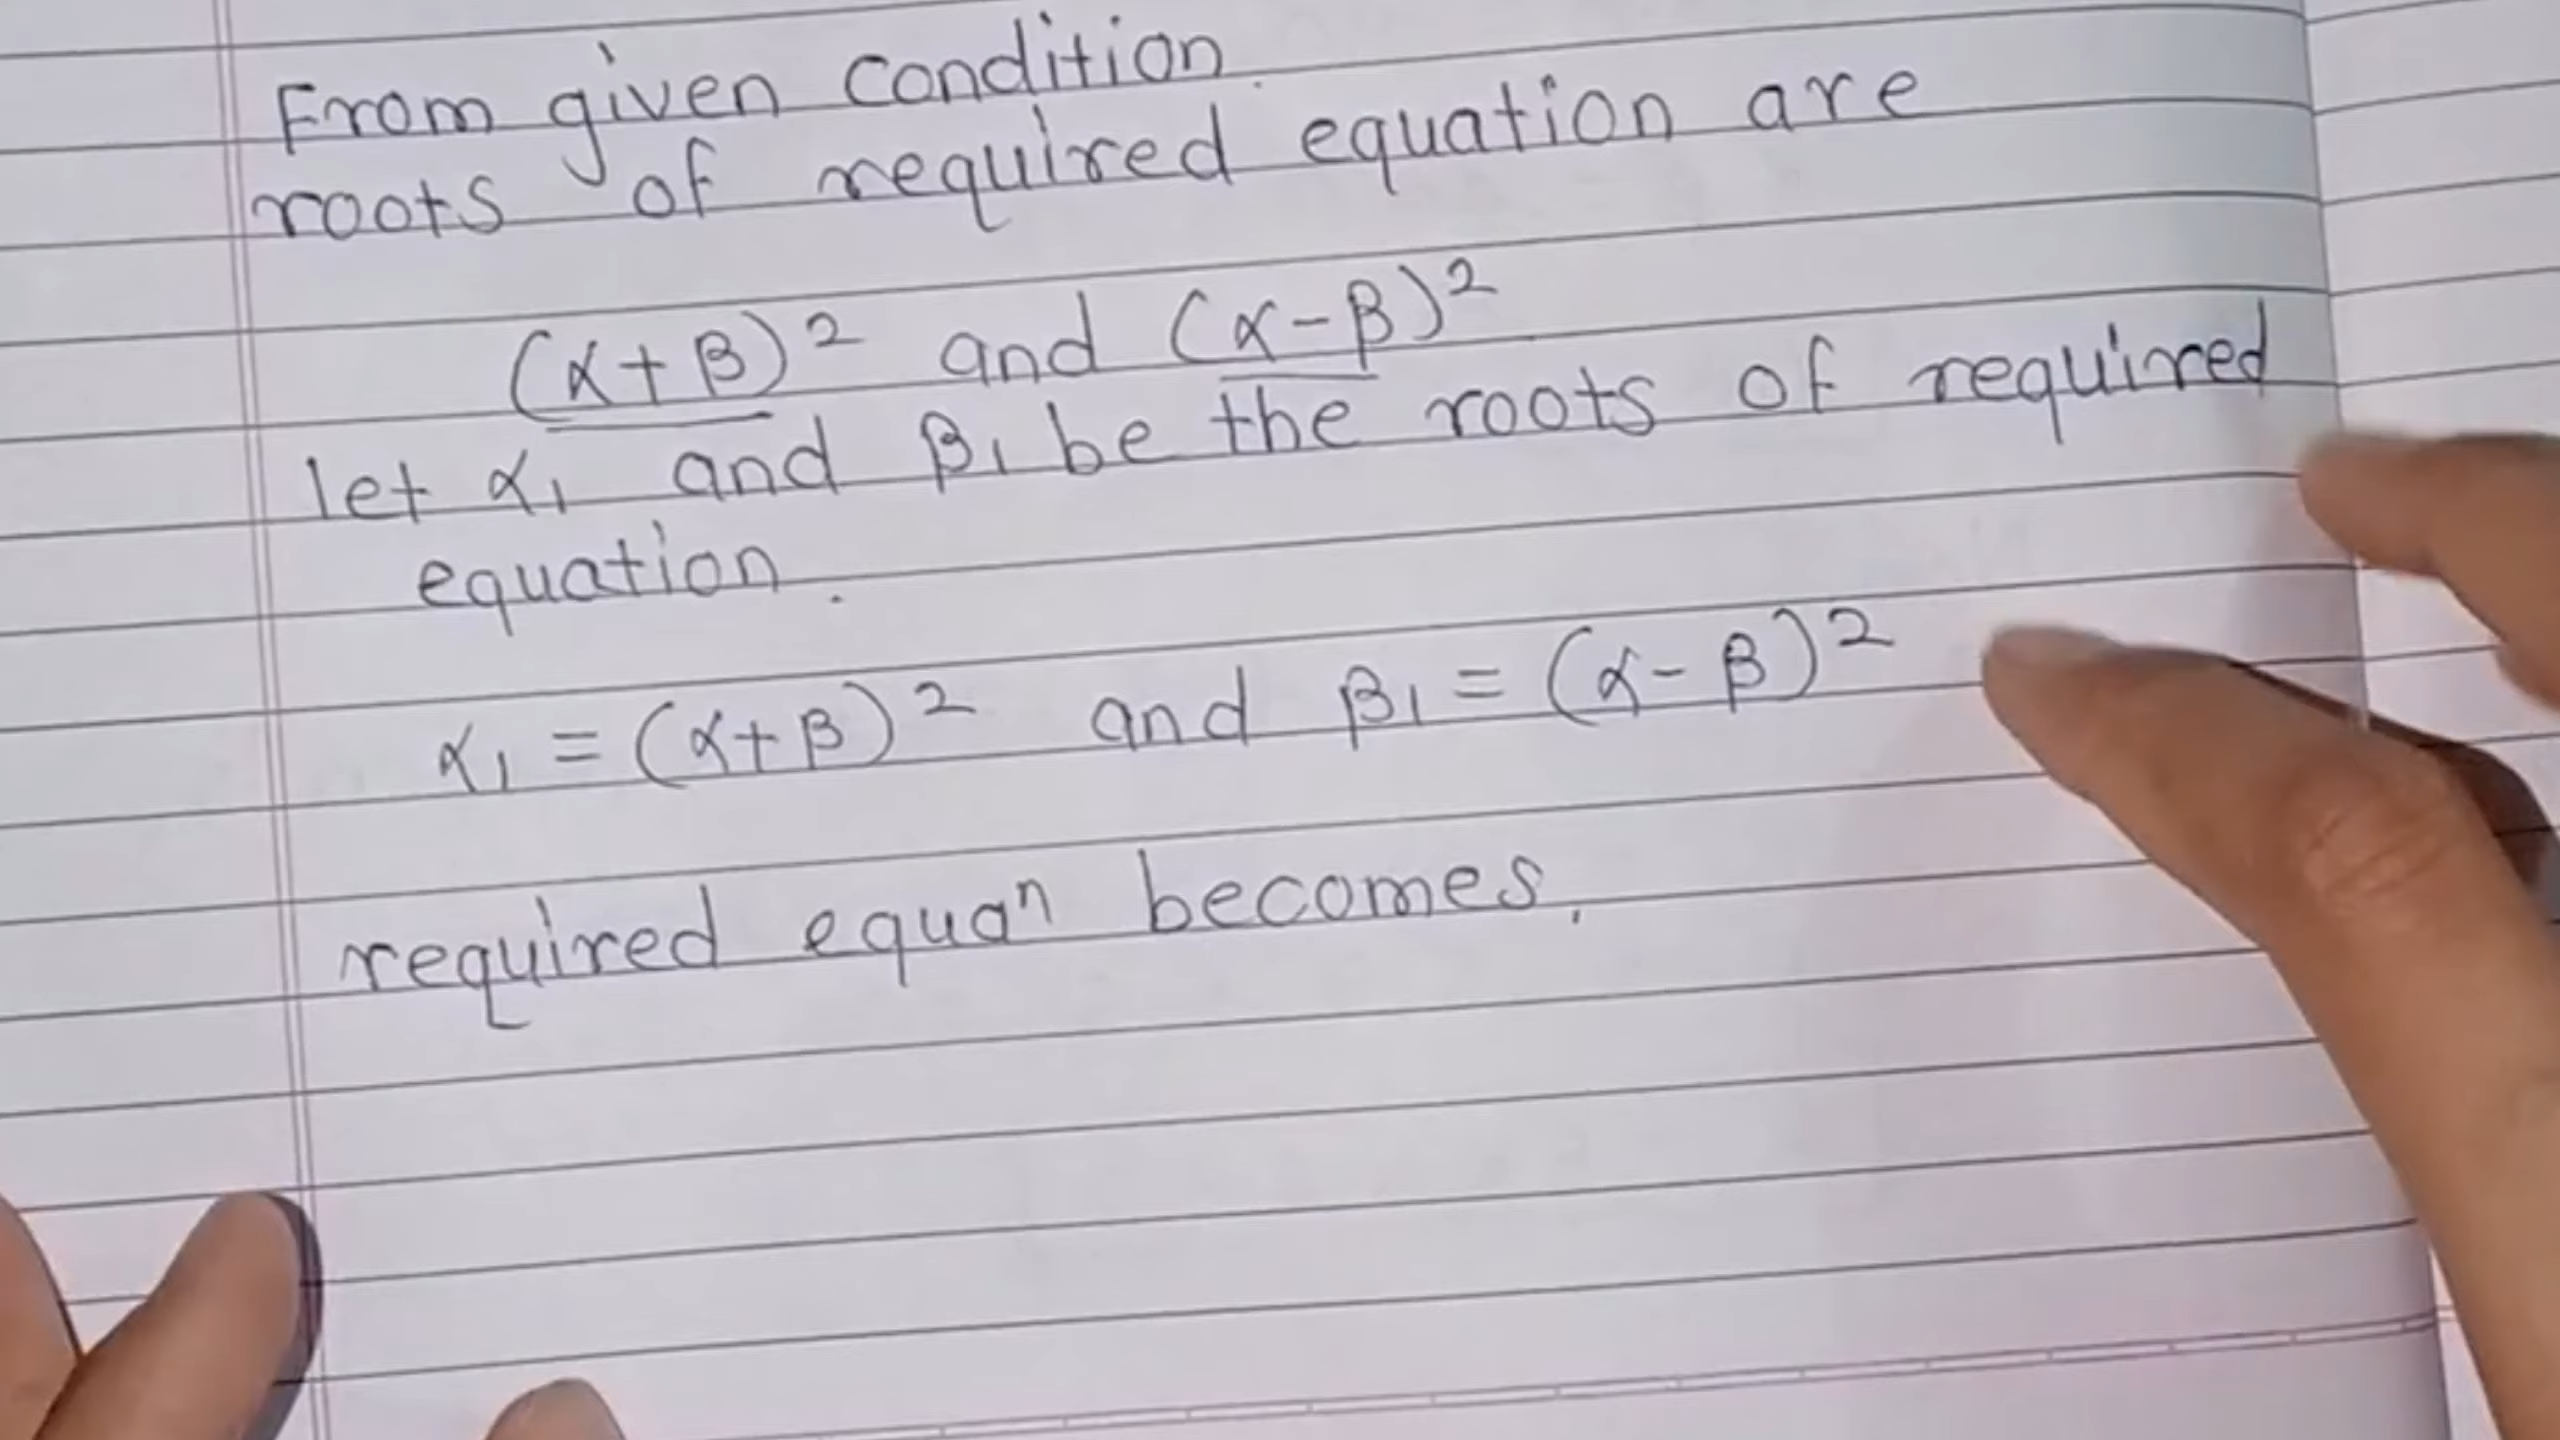 From given condition.
roots of required equation are
(α+β)² and (α-β)²
let α₁ and β₁ be the roots of required
equation.
α₁ = (α+β)² and β₁ = (α-β)²
required equaⁿ becomes,